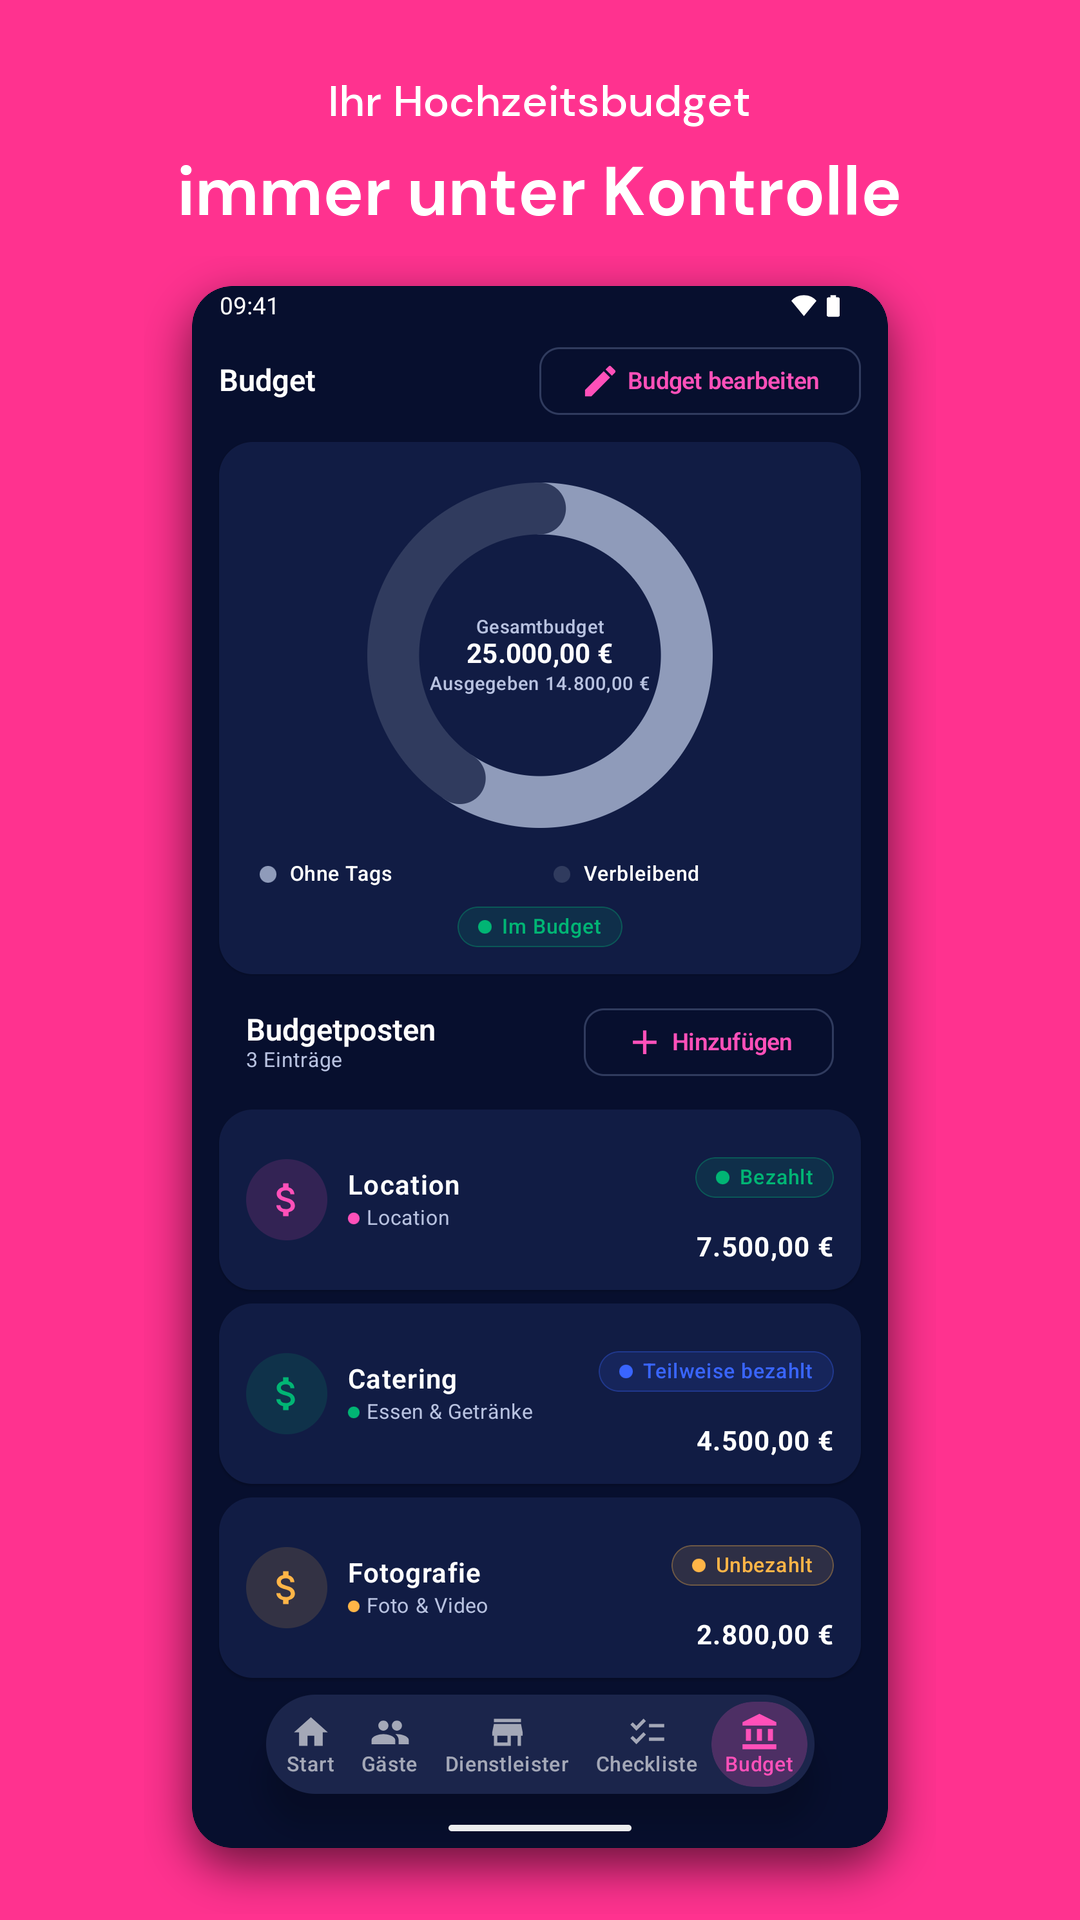 Ihr Hochzeitsbudget
immer unter Kontrolle
09:41
Budget
Budget bearbeiten
Gesamtbudget
25.000,00 €
Ausgegeben 14.800,00 €
Ohne Tags
Verbleibend
Im Budget
Budgetposten
3 Einträge
Hinzufügen
$
Location
Location
Bezahlt
7.500,00 €
$
Catering
Essen & Getränke
Teilweise bezahlt
4.500,00 €
$
Fotografie
Foto & Video
Unbezahlt
2.800,00 €
Start
Gäste
Dienstleister
Checkliste
Budget